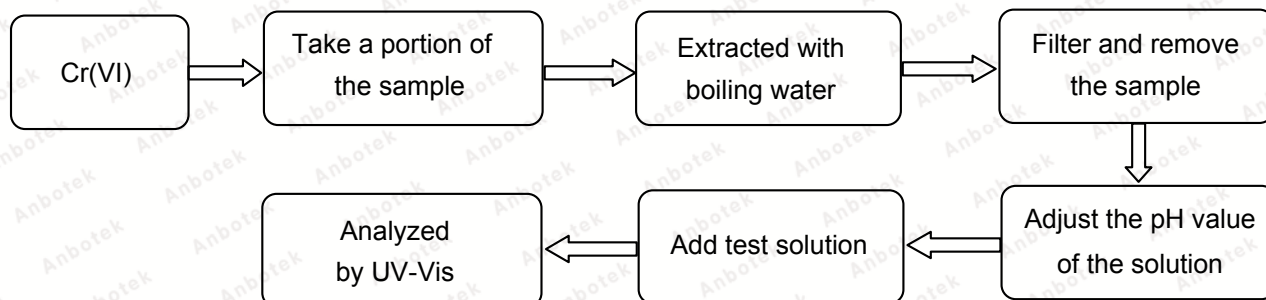 Cr(VI)
Take a portion of
the sample
Extracted with
boiling water
Filter and remove
the sample
Adjust the pH value
of the solution
Add test solution
Analyzed
by UV-Vis
Anbotek